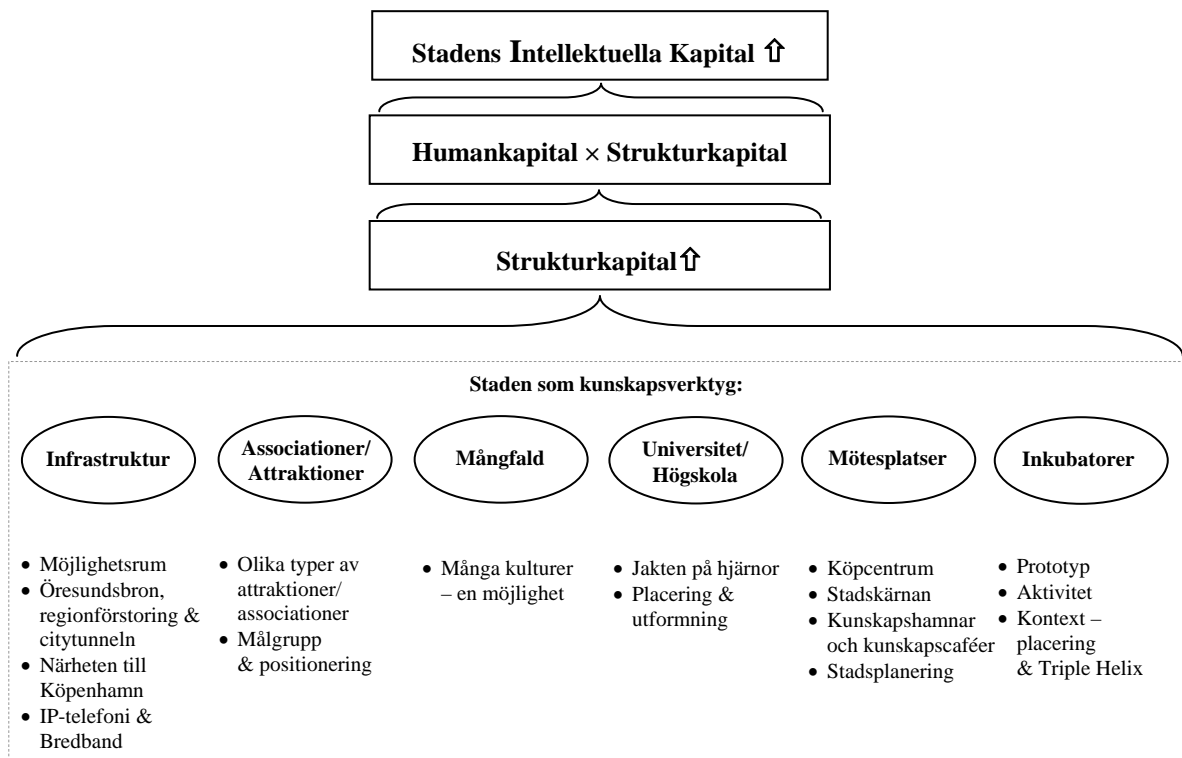 Stadens Intellektuella Kapital ⇧
Humankapital × Strukturkapital
Strukturkapital⇧
Staden som kunskapsverktyg:
Infrastruktur
Associationer/
Attraktioner
Mångfald
Universitet/
Högskola
Mötesplatser
Inkubatorer
• Möjlighetsrum
• Öresundsbron,
regionförstoring &
citytunneln
• Närheten till
Köpenhamn
• IP-telefoni &
Bredband
• Olika typer av
attraktioner/
associationer
• Målgrupp
& positionering
• Många kulturer
– en möjlighet
• Jakten på hjärnor
• Placering &
utformning
• Köpcentrum
• Stadskärnan
• Kunskapshamnar
och kunskapscaféer
• Stadsplanering
• Prototyp
• Aktivitet
• Kontext –
placering
& Triple Helix